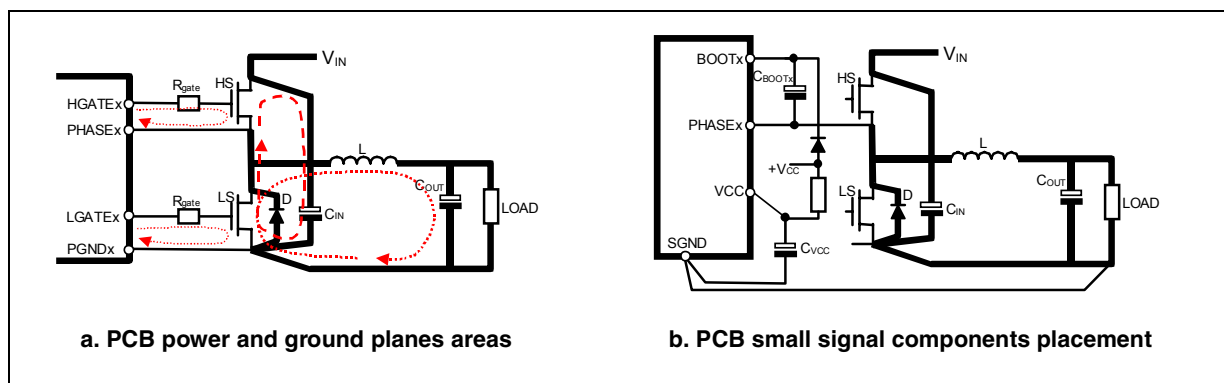 VIN
HS
Rgate
HGATEx
PHASEx
L
COUT
LS
D
Rgate
LGATEx
CIN
LOAD
PGNDx
a. PCB power and ground planes areas
VIN
BOOTx
CBOOTx
HS
PHASEx
L
+VCC
VCC
LS
D
COUT
CIN
LOAD
SGND
CVCC
b. PCB small signal components placement